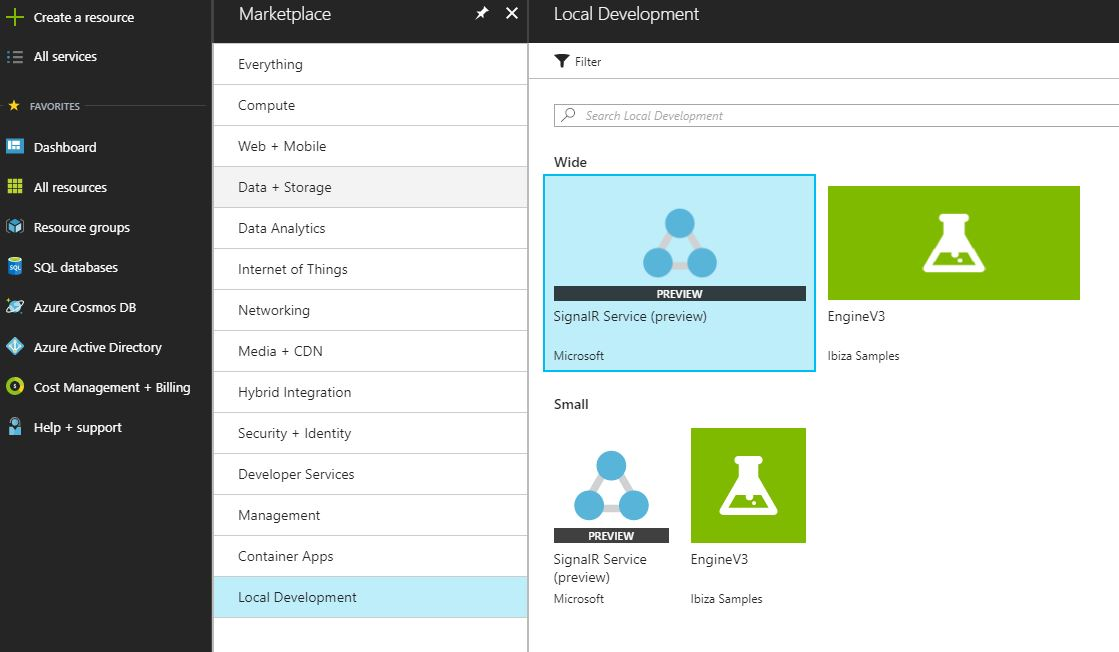 Create a resource
All services
FAVORITES
Dashboard
All resources
Resource groups
SQL
SQL databases
Azure Cosmos DB
Azure Active Directory
$
Cost Management + Billing
Help + support
Marketplace
Everything
Compute
Web + Mobile
Data + Storage
Data Analytics
Internet of Things
Networking
Media + CDN
Hybrid Integration
Security + Identity
Developer Services
Management
Container Apps
Local Development
Local Development
Filter
Search Local Development
Wide
PREVIEW
SignalR Service (preview)
Microsoft
EngineV3
Ibiza Samples
Small
PREVIEW
SignalR Service
(preview)
Microsoft
EngineV3
Ibiza Samples